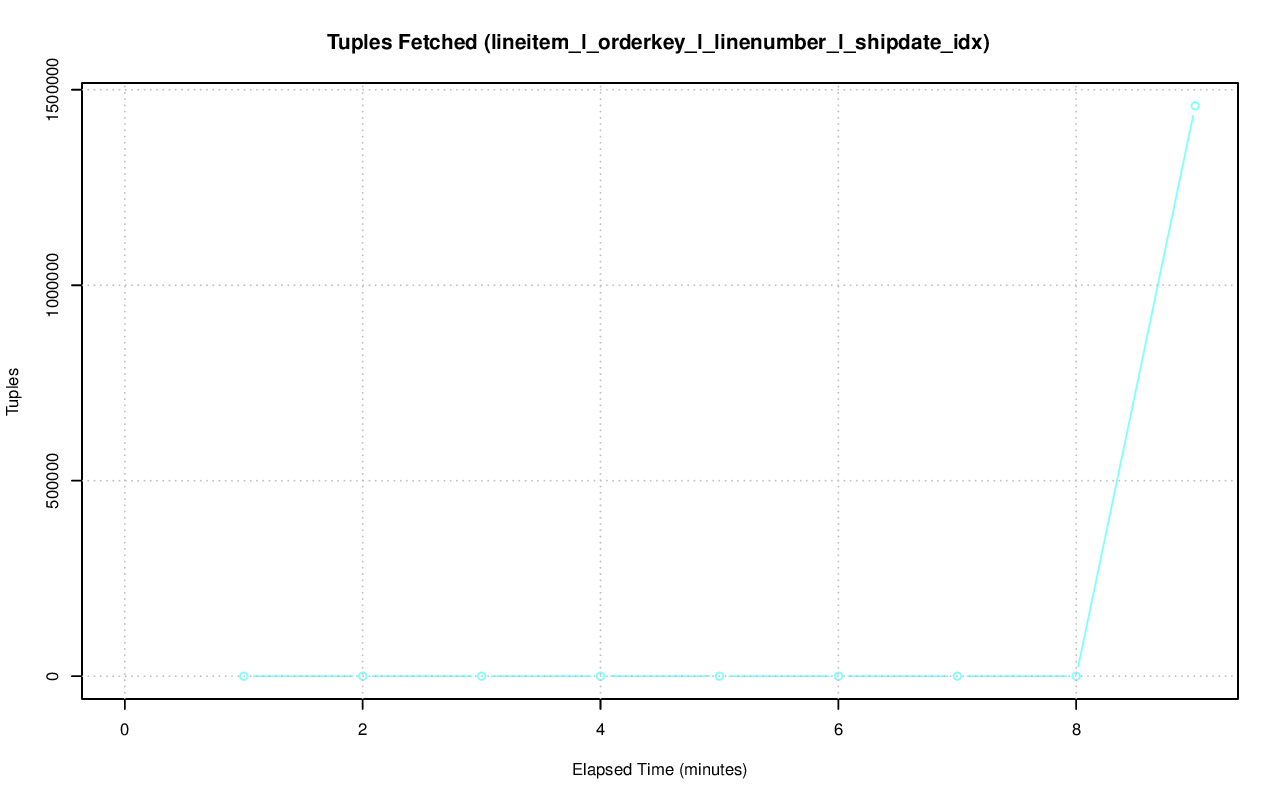 Tuples Fetched (lineitem_l_orderkey_l_linenumber_l_shipdate_idx)
1500000
1000000
500000
0
Tuples
0 2 4 6 8
Elapsed Time (minutes)